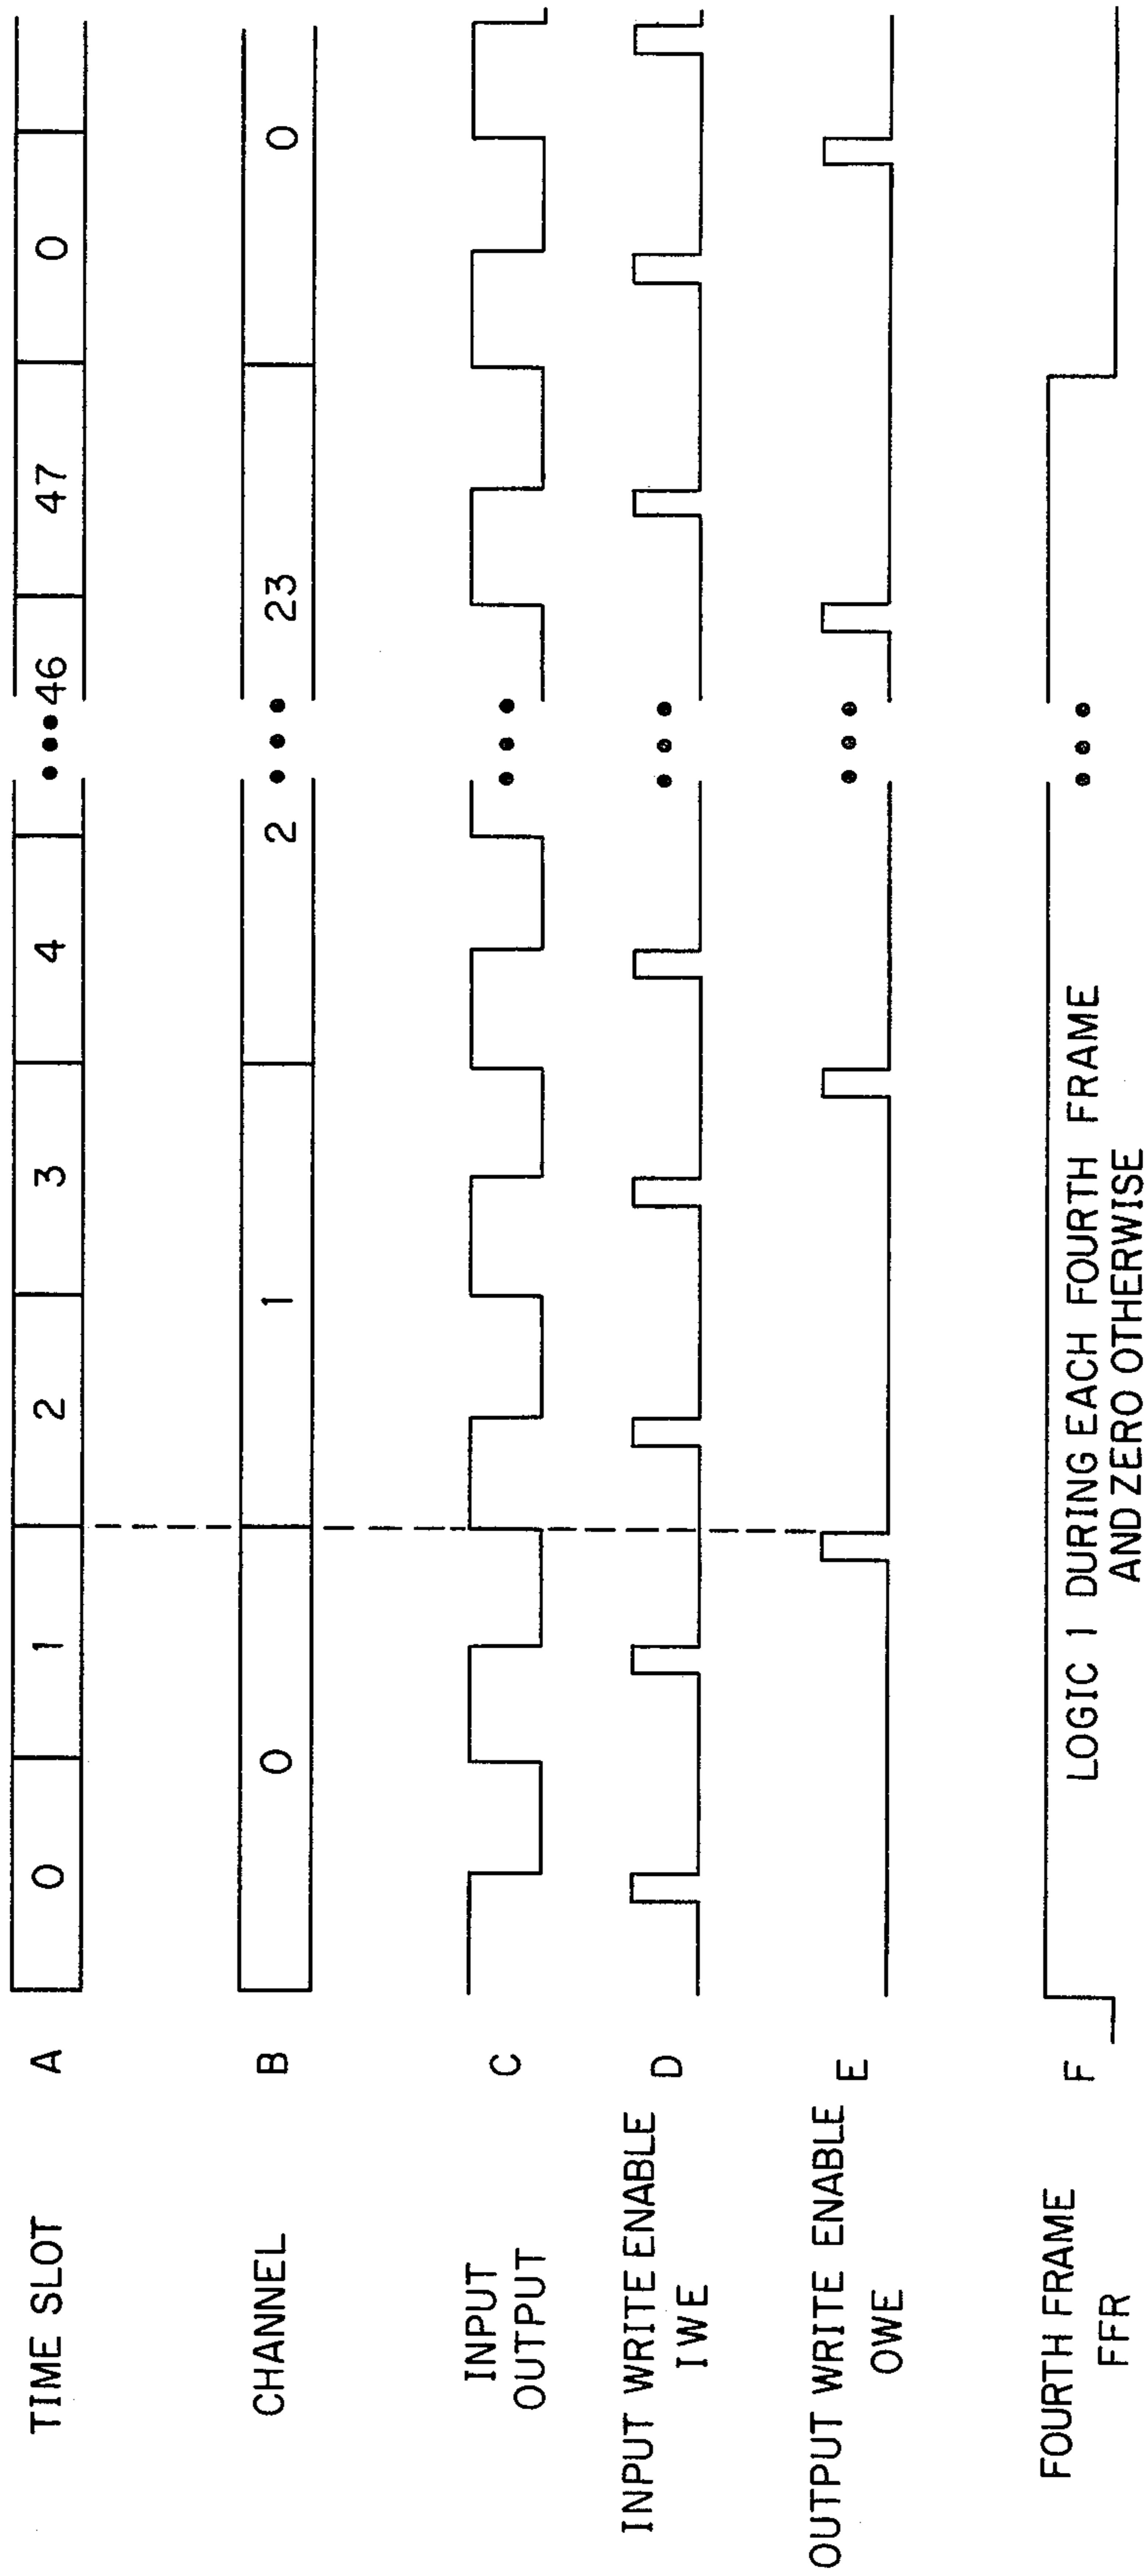 TIME SLOT A 0 1 2 3 4 46 47 0
CHANNEL B 0 1 2 23 0
INPUT
OUTPUT
C
INPUT WRITE ENABLE
IWE
D
OUTPUT WRITE ENABLE
OWE
E
FOURTH FRAME
FFR
F
LOGIC 1 DURING EACH FOURTH FRAME
AND ZERO OTHERWISE